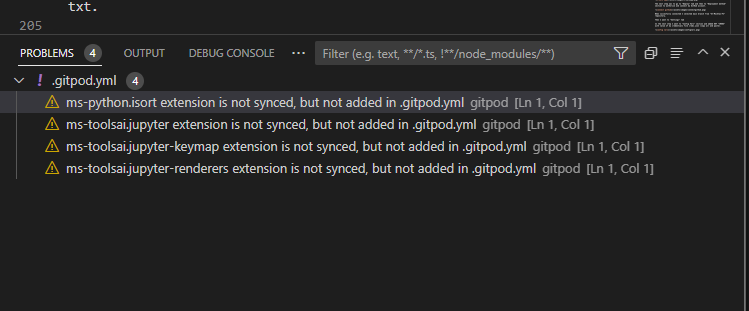 txt.
205
PROBLEMS 4 OUTPUT DEBUG CONSOLE ··· Filter (e.g. text, **/*.ts, !**/node_modules/**)
! .gitpod.yml 4
ms-python.isort extension is not synced, but not added in .gitpod.yml gitpod [Ln 1, Col 1]
ms-toolsai.jupyter extension is not synced, but not added in .gitpod.yml gitpod [Ln 1, Col 1]
ms-toolsai.jupyter-keymap extension is not synced, but not added in .gitpod.yml gitpod [Ln 1, Col 1]
ms-toolsai.jupyter-renderers extension is not synced, but not added in .gitpod.yml gitpod [Ln 1, Col 1]